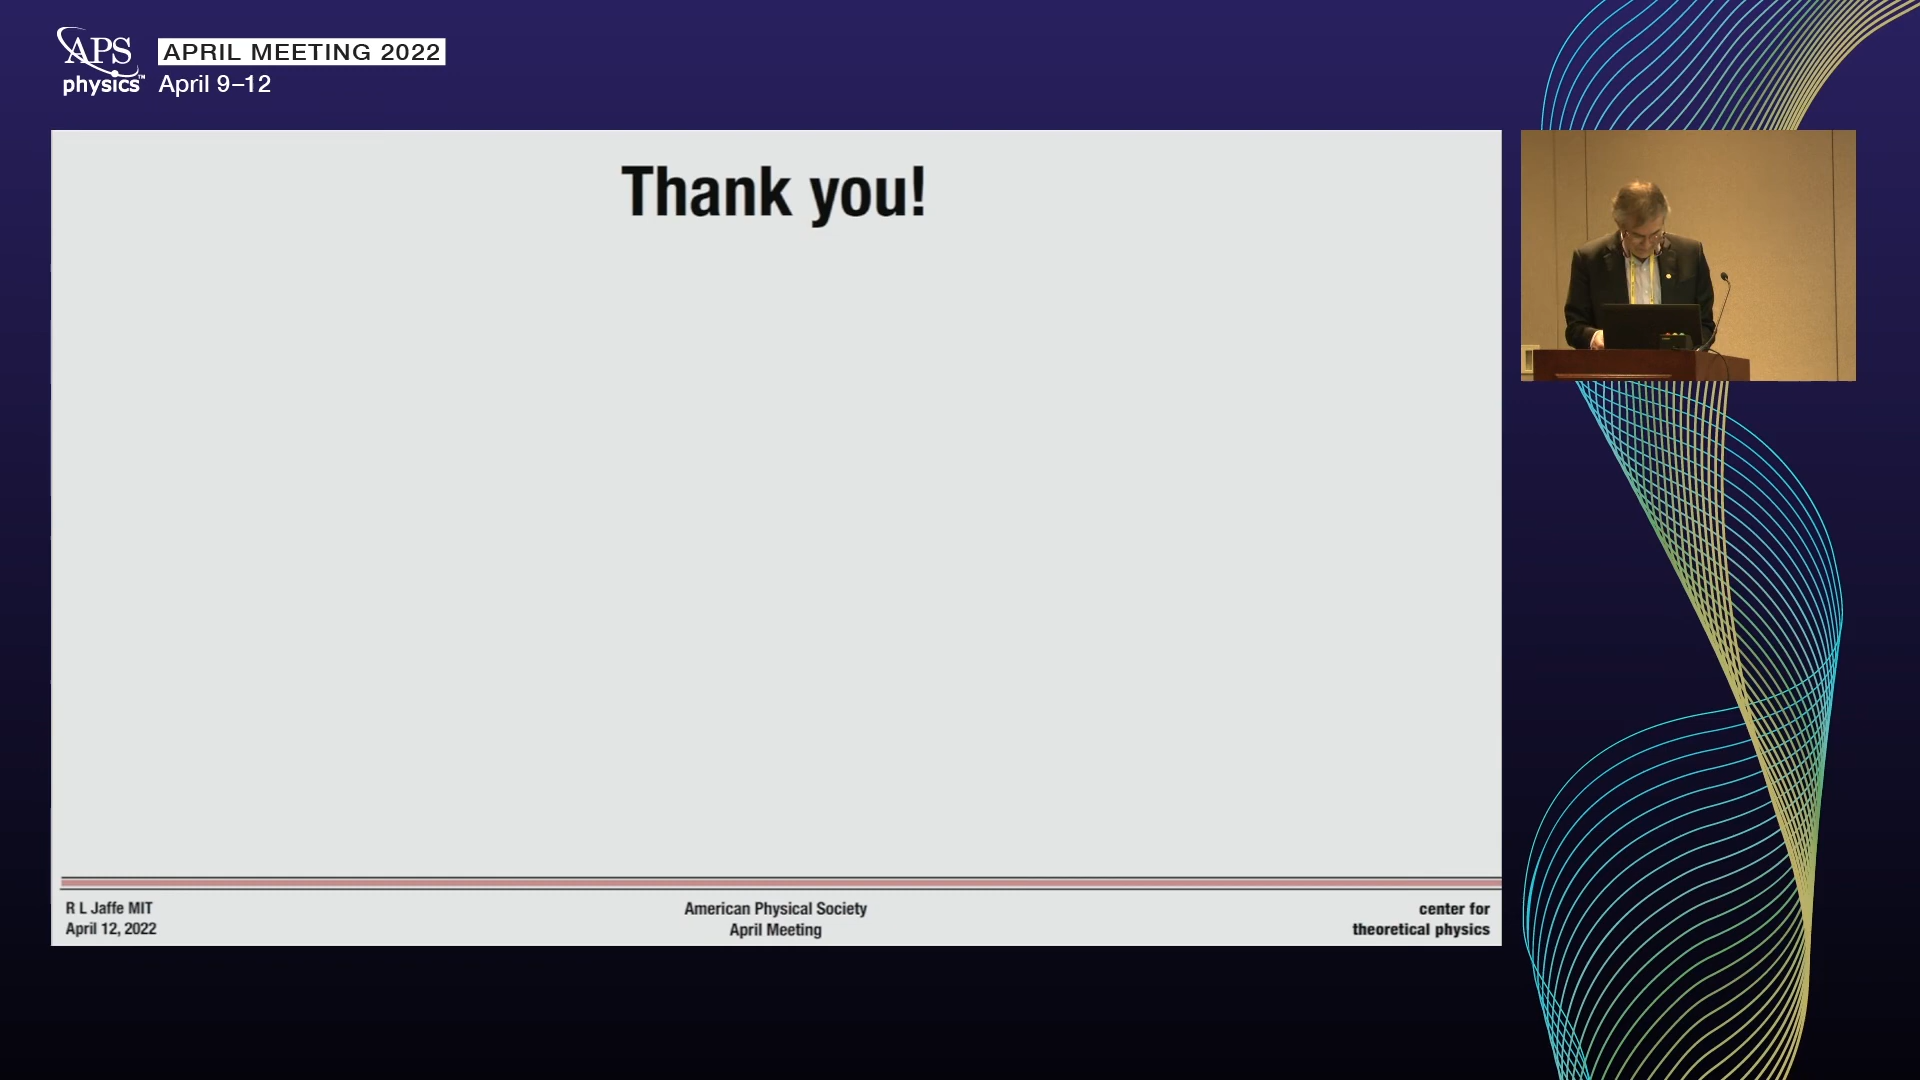 APS
physics™
APRIL MEETING 2022
April 9–12
Thank you!
R L Jaffe MIT
April 12, 2022
American Physical Society
April Meeting
center for
theoretical physics